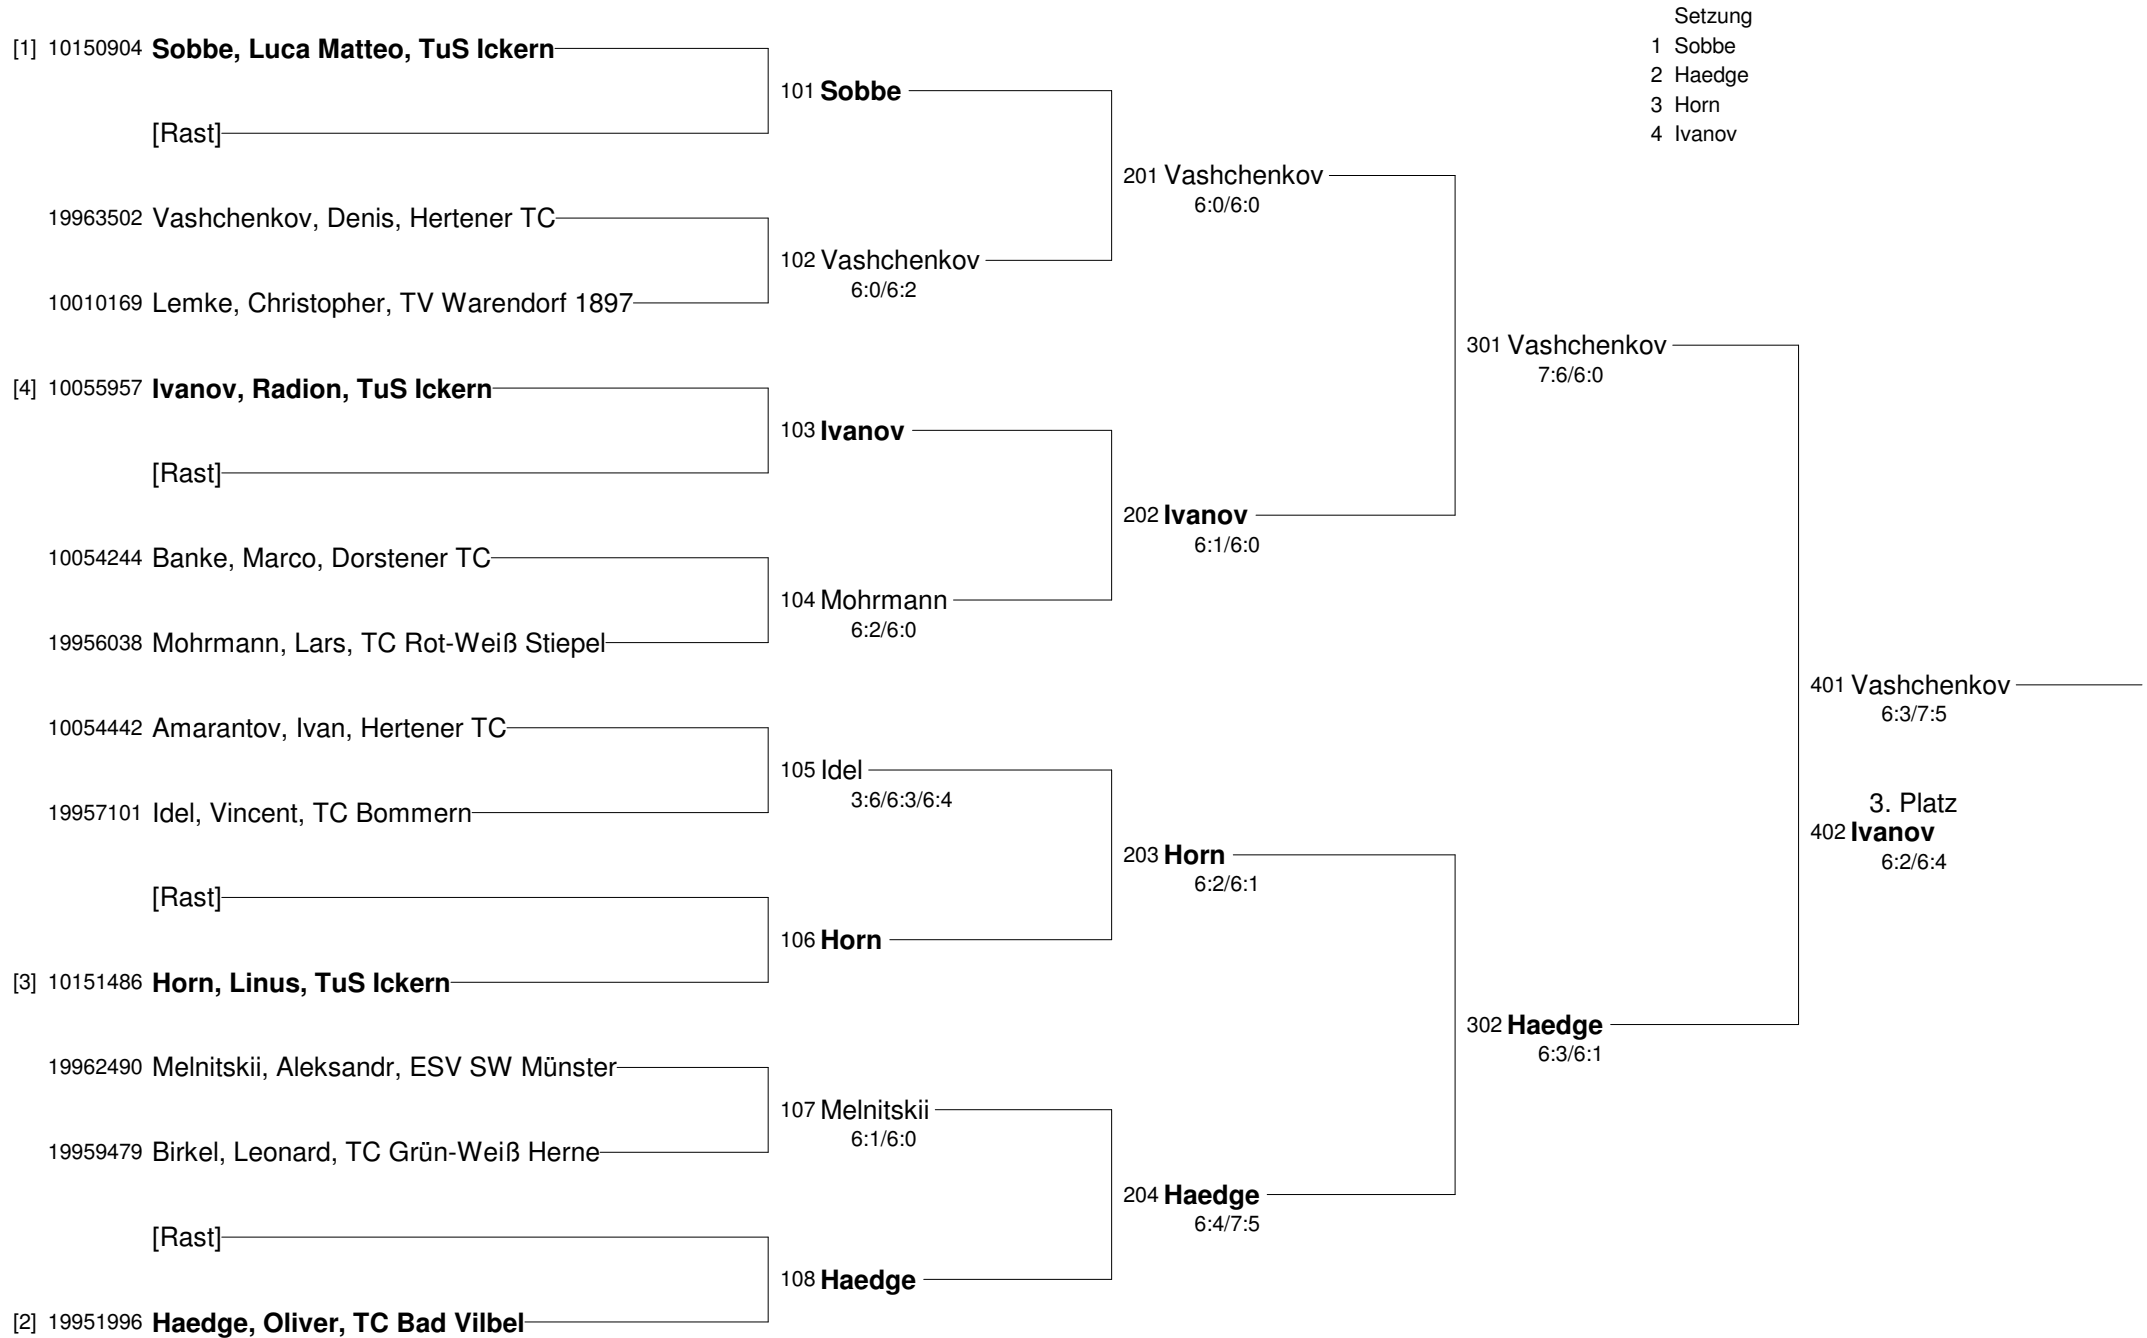 Setzung
1 Sobbe
2 Haedge
3 Horn
4 Ivanov
[1] 10150904 Sobbe, Luca Matteo, TuS Ickern
[Rast]
19963502 Vashchenkov, Denis, Hertener TC
10010169 Lemke, Christopher, TV Warendorf 1897
[4] 10055957 Ivanov, Radion, TuS Ickern
[Rast]
10054244 Banke, Marco, Dorstener TC
19956038 Mohrmann, Lars, TC Rot-Weiß Stiepel
10054442 Amarantov, Ivan, Hertener TC
19957101 Idel, Vincent, TC Bommern
[Rast]
[3] 10151486 Horn, Linus, TuS Ickern
19962490 Melnitskii, Aleksandr, ESV SW Münster
19959479 Birkel, Leonard, TC Grün-Weiß Herne
[Rast]
[2] 19951996 Haedge, Oliver, TC Bad Vilbel
101 Sobbe
102 Vashchenkov
6:0/6:2
103 Ivanov
104 Mohrmann
6:2/6:0
105 Idel
3:6/6:3/6:4
106 Horn
107 Melnitskii
6:1/6:0
108 Haedge
201 Vashchenkov
6:0/6:0
202 Ivanov
6:1/6:0
203 Horn
6:2/6:1
204 Haedge
6:4/7:5
301 Vashchenkov
7:6/6:0
302 Haedge
6:3/6:1
401 Vashchenkov
6:3/7:5
3. Platz
402 Ivanov
6:2/6:4